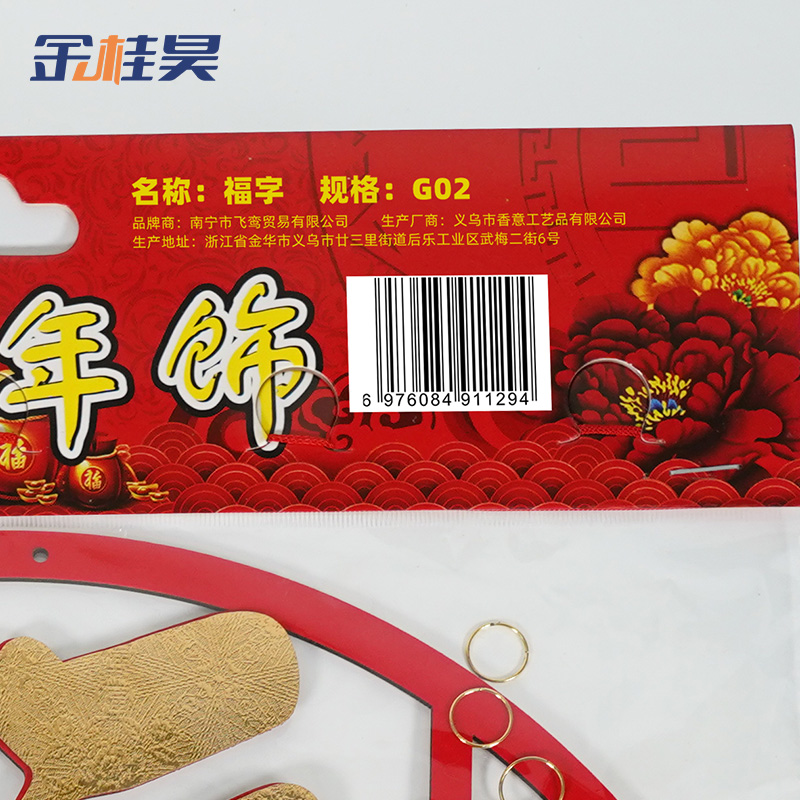 金桂昊
名称：福字 规格：G02
品牌商：南宁市飞鸾贸易有限公司 生产厂商：义乌市香意工艺品有限公司
生产地址：浙江省金华市义乌市廿三里街道后乐工业区武梅二街6号
年饰
6 976084 911294
福
福